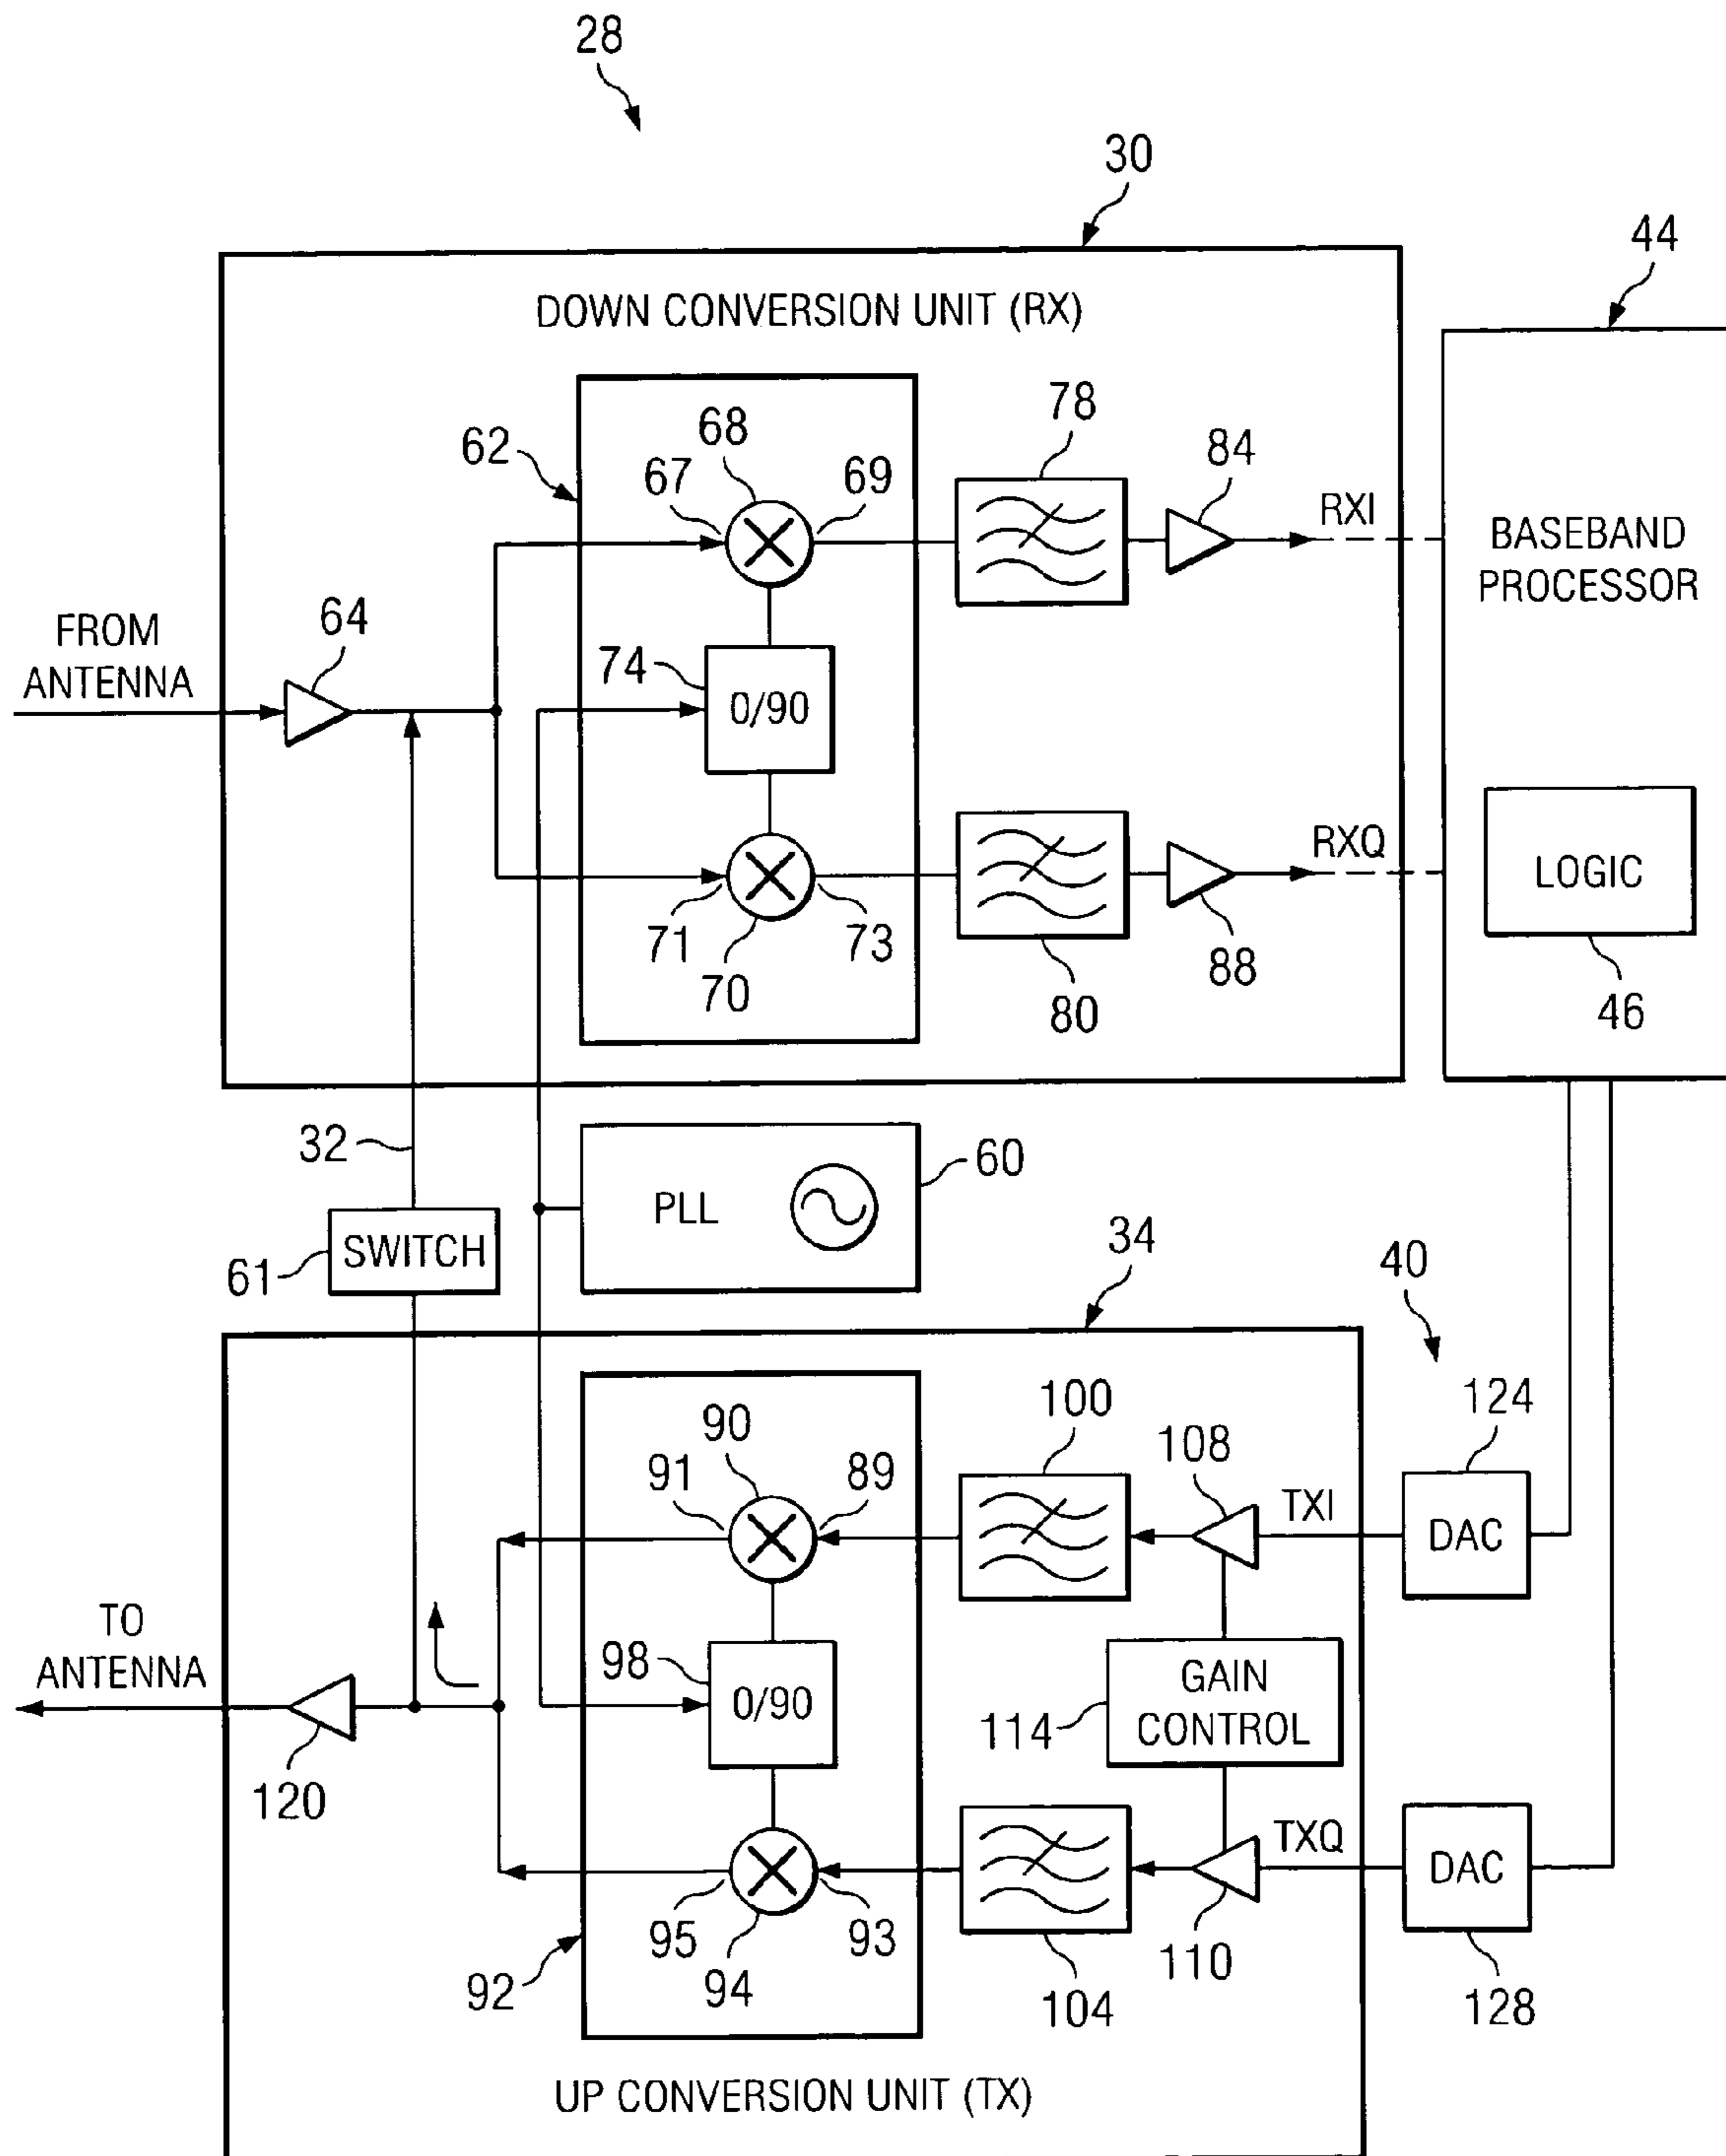 28
30
44
DOWN CONVERSION UNIT (RX)
62
68
67
69
78
84
RXI
BASEBAND
PROCESSOR
FROM
ANTENNA
64
74
0/90
RXQ
LOGIC
71
73
70
80
88
46
32
PLL
60
SWITCH
61
34
40
124
100
108
90
91
89
TXI
DAC
TO
ANTENNA
98
0/90
GAIN
CONTROL
114
120
TXQ
DAC
95
93
94
92
104
110
128
UP CONVERSION UNIT (TX)